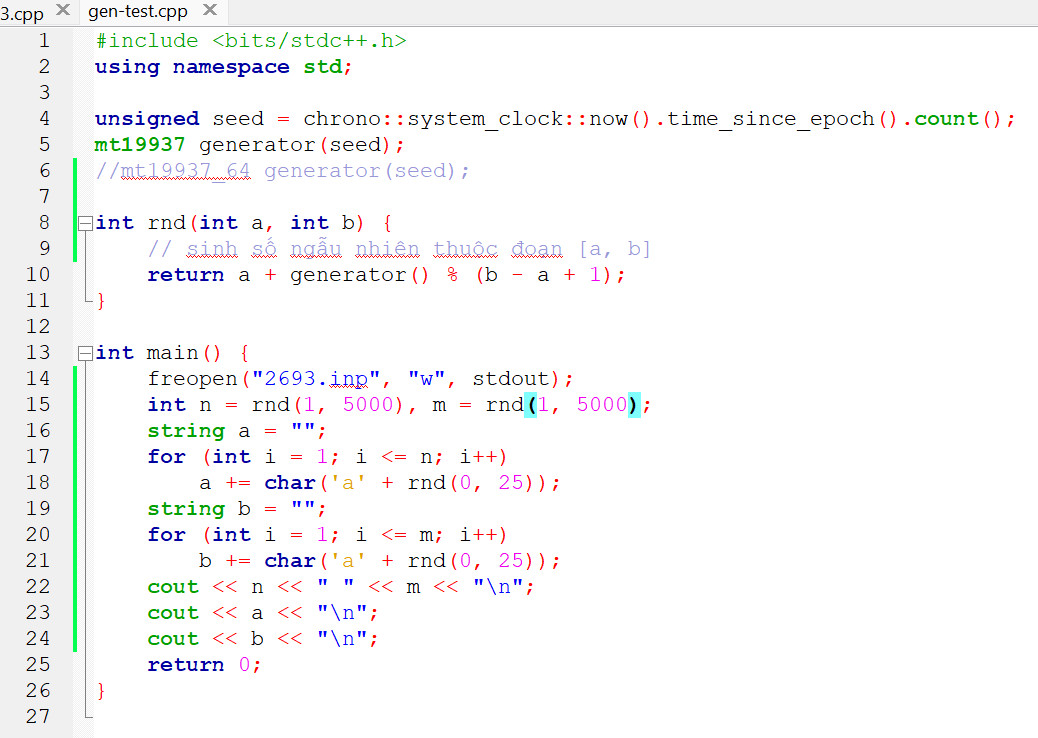 3.cpp gen-test.cpp
1 #include <bits/stdc++.h>
2 using namespace std;
3
4 unsigned seed = chrono::system_clock::now().time_since_epoch().count();
5 mt19937 generator(seed);
6 //mt19937_64 generator(seed);
7
8 int rnd(int a, int b) {
9 // sinh số ngẫu nhiên thuộc đoạn [a, b]
10 return a + generator() % (b - a + 1);
11 }
12
13 int main() {
14 freopen("2693.inp", "w", stdout);
15 int n = rnd(1, 5000), m = rnd(1, 5000);
16 string a = "";
17 for (int i = 1; i <= n; i++)
18 a += char('a' + rnd(0, 25));
19 string b = "";
20 for (int i = 1; i <= m; i++)
21 b += char('a' + rnd(0, 25));
22 cout << n << " " << m << "\n";
23 cout << a << "\n";
24 cout << b << "\n";
25 return 0;
26 }
27